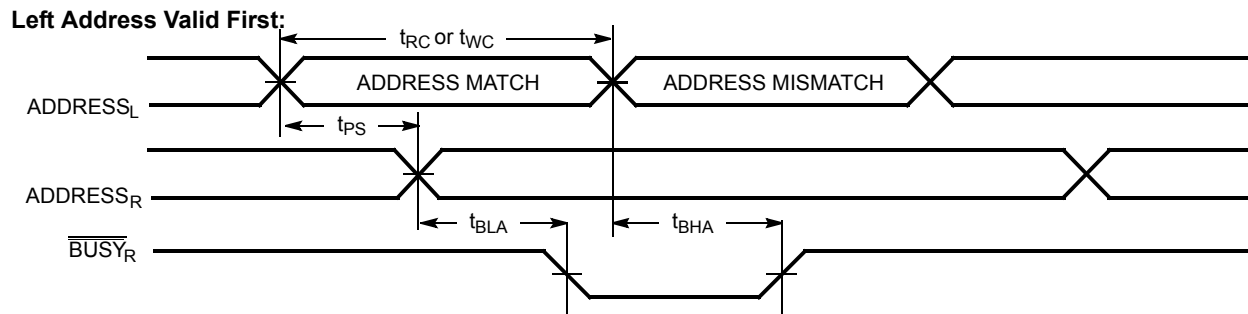 Left Address Valid First:
tRC or tWC
ADDRESS MATCH
ADDRESS MISMATCH
ADDRESSL
tPS
ADDRESSR
tBLA
tBHA
BUSYR